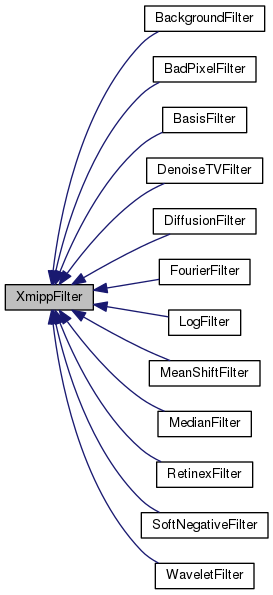 BackgroundFilter
BadPixelFilter
BasisFilter
DenoiseTVFilter
DiffusionFilter
FourierFilter
XmippFilter
LogFilter
MeanShiftFilter
MedianFilter
RetinexFilter
SoftNegativeFilter
WaveletFilter